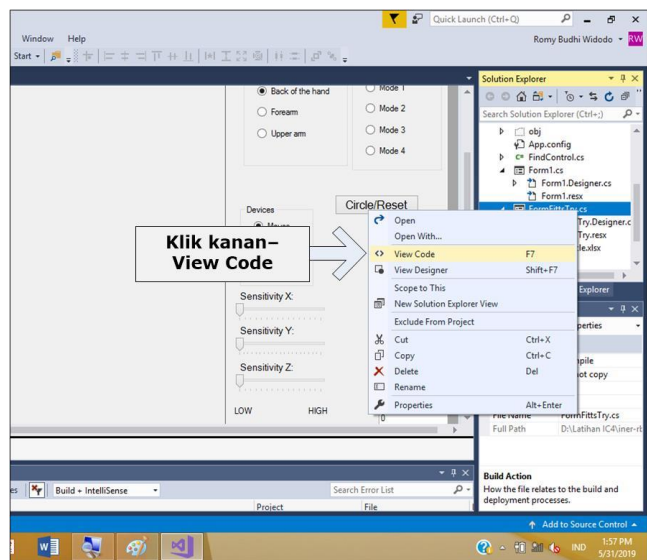 Quick Launch (Ctrl+Q)
Window Help
Romy Budhi Widodo RW
Start
Solution Explorer
Search Solution Explorer (Ctrl+;)
obj
App.config
C# FindControl.cs
Form1.cs
Form1.Designer.cs
Form1.resx
FormFittsTry.cs
Try.Designer.c
Try.resx
le.xlsx
Explorer
Back of the hand
Forearm
Upper arm
Mode 1
Mode 2
Mode 3
Mode 4
Devices
Circle/Reset
Mouse
Klik kanan–
View Code
Open
Open With...
View Code F7
View Designer Shift+F7
Scope to This
New Solution Explorer View
Exclude From Project
Cut Ctrl+X
Copy Ctrl+C
Delete Del
Rename
Properties Alt+Enter
Sensitivity X:
Sensitivity Y:
Sensitivity Z:
LOW HIGH
0
perties
mpile
not copy
File Name FormFittsTry.cs
Full Path D:\Latihan IC4\iner-rl
Build Action
How the file relates to the build and
deployment processes.
es Build + IntelliSense
Search Error List
Project File
Add to Source Control
IND
1:57 PM
5/31/2019